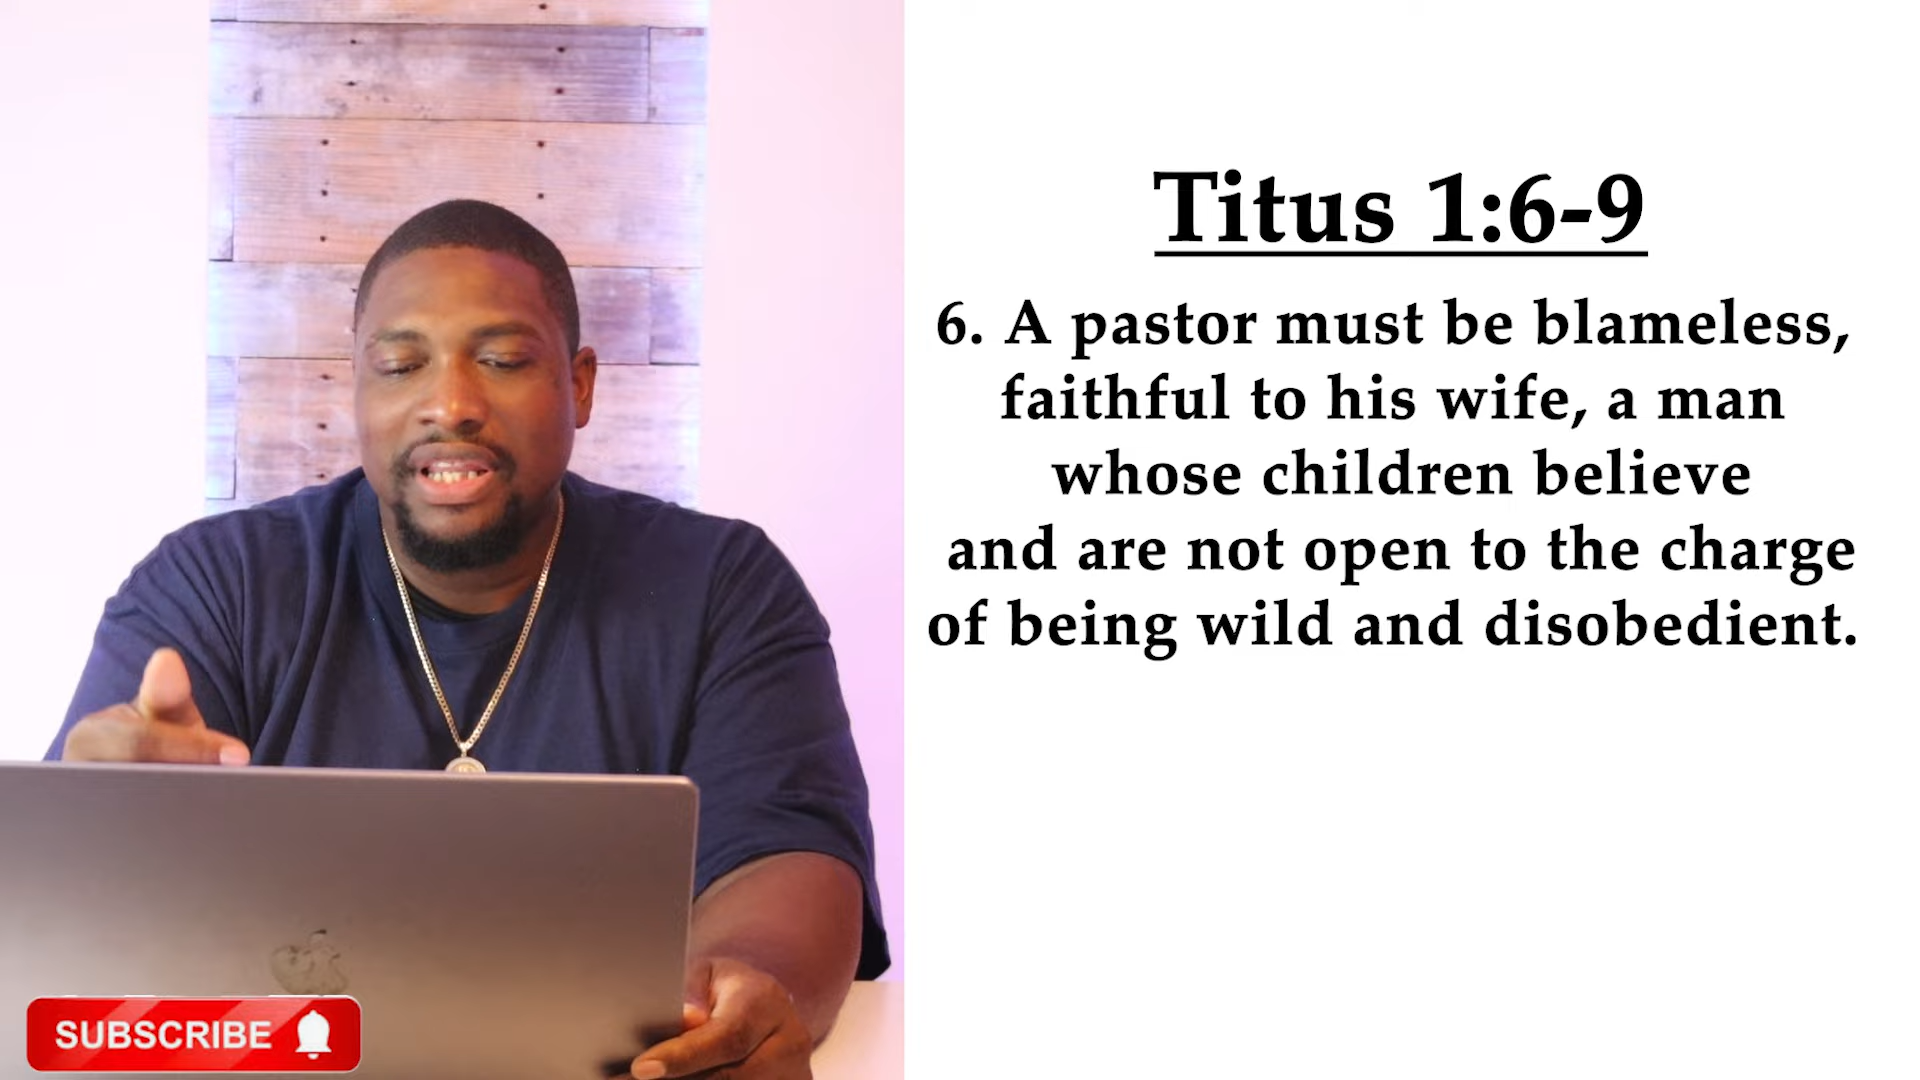 Titus 1:6-9
6. A pastor must be blameless,
faithful to his wife, a man
whose children believe
and are not open to the charge
of being wild and disobedient.
SUBSCRIBE